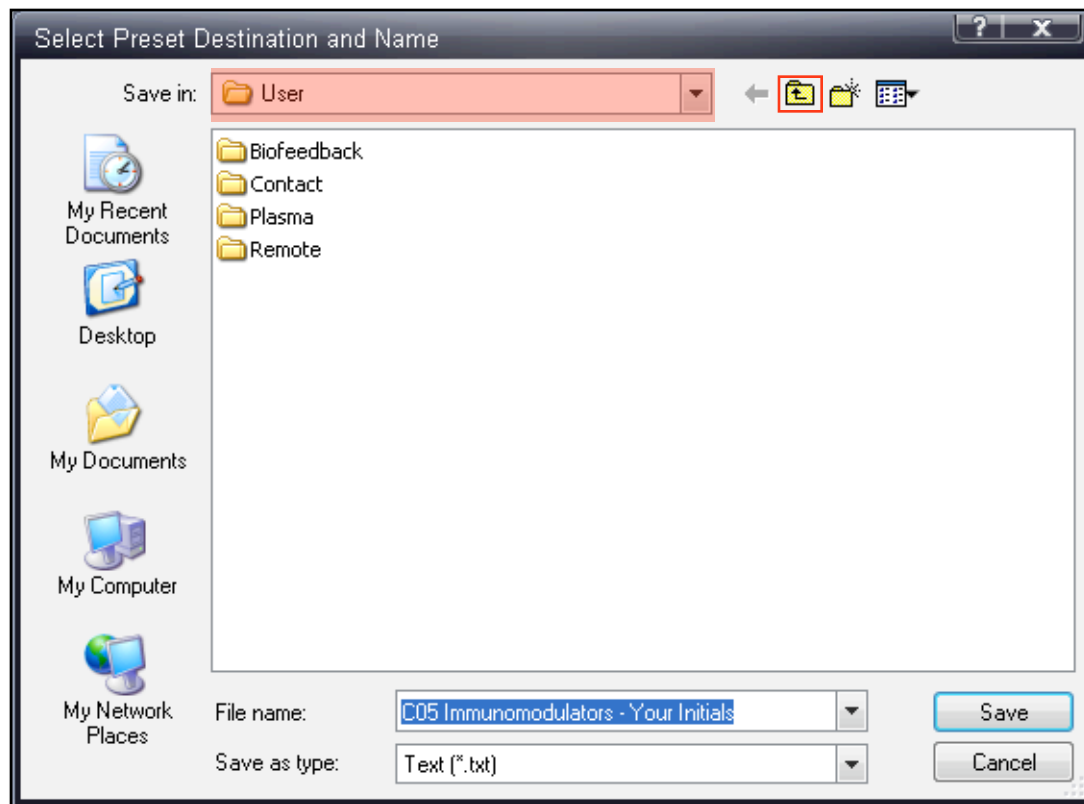 Select Preset Destination and Name
? x
Save in:
User
Biofeedback
Contact
Plasma
Remote
My Recent
Documents
Desktop
My Documents
My Computer
My Network
Places
File name:
C05 Immunomodulators - Your Initials
Save
Save as type:
Text (*.txt)
Cancel